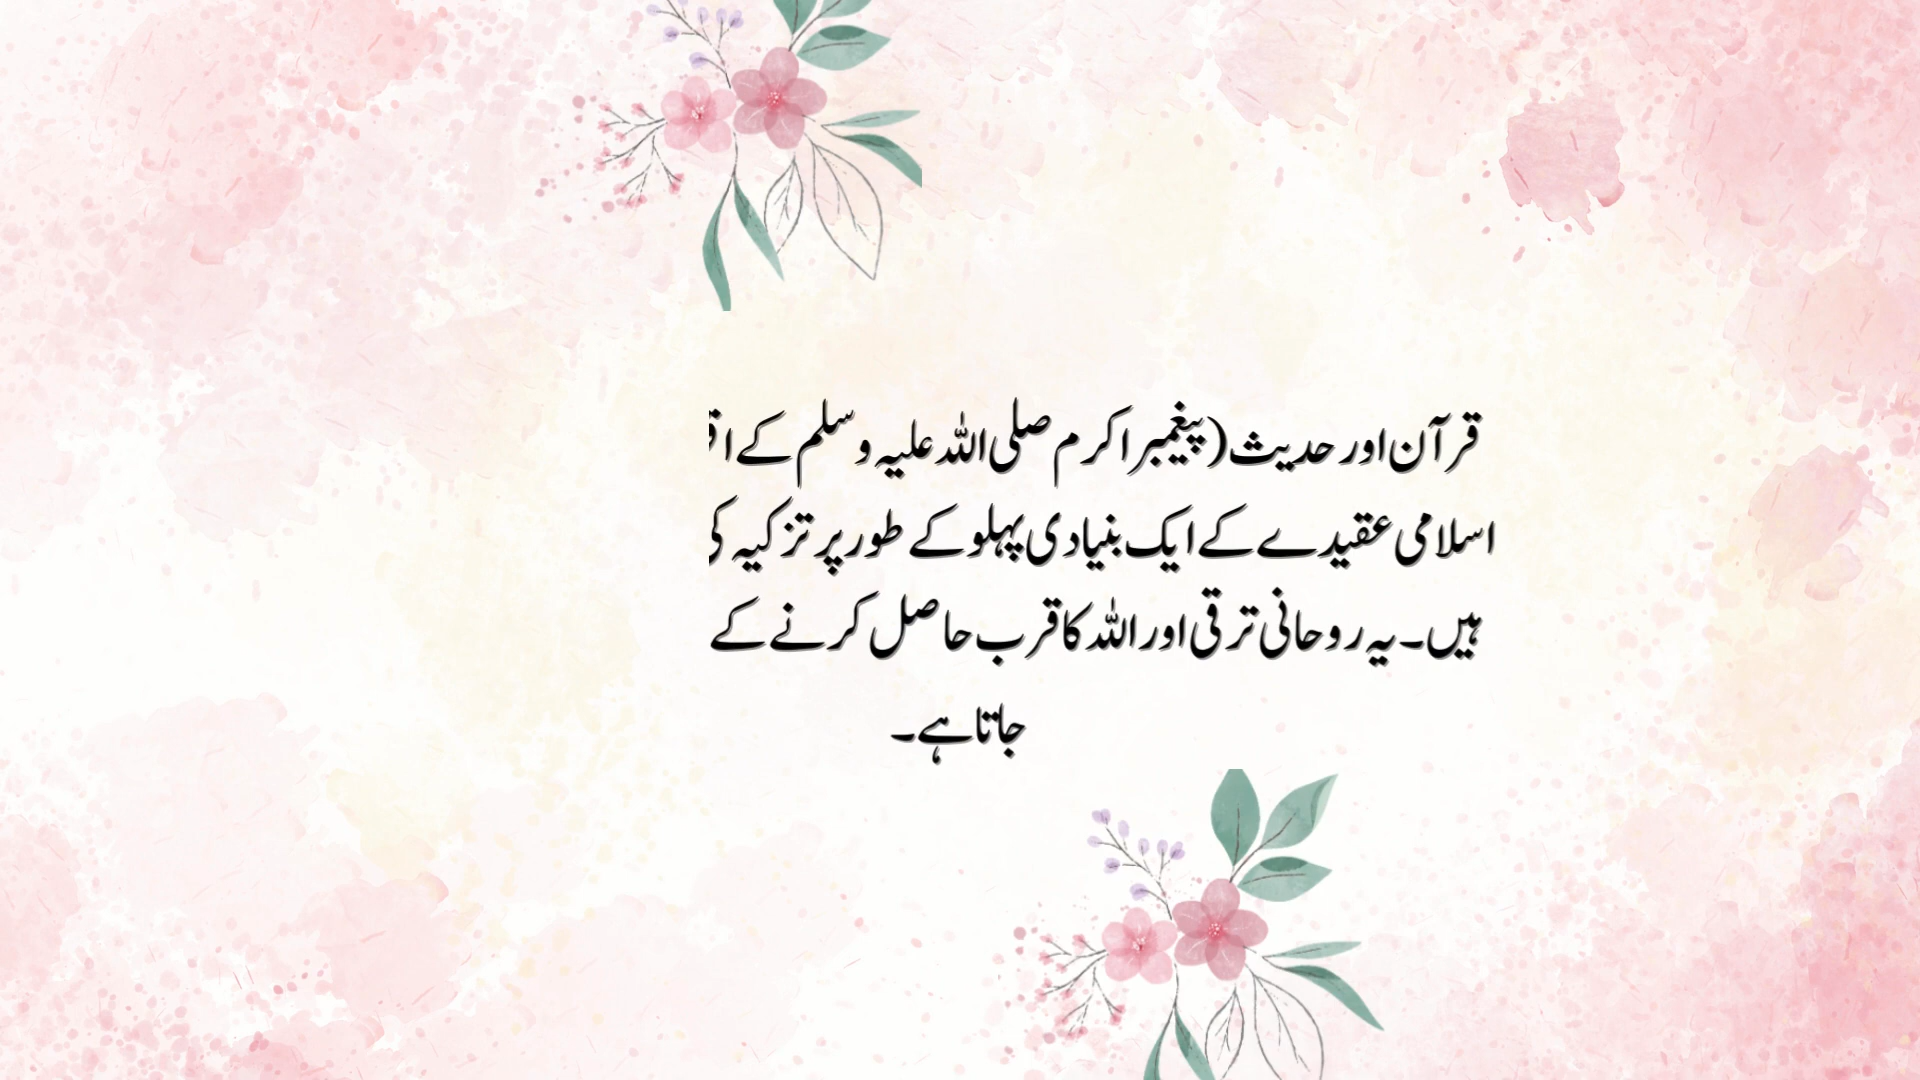 قرآن اور حدیث (پیغمبر اکرم صلی اللہ علیہ وسلم کے
اسلامی عقیدے کے ایک بنیادی پہلو کے طور پر تزکیہ
ہیں۔ یہ روحانی ترقی اور اللہ کا قرب حاصل کرنے کے
جاتا ہے۔